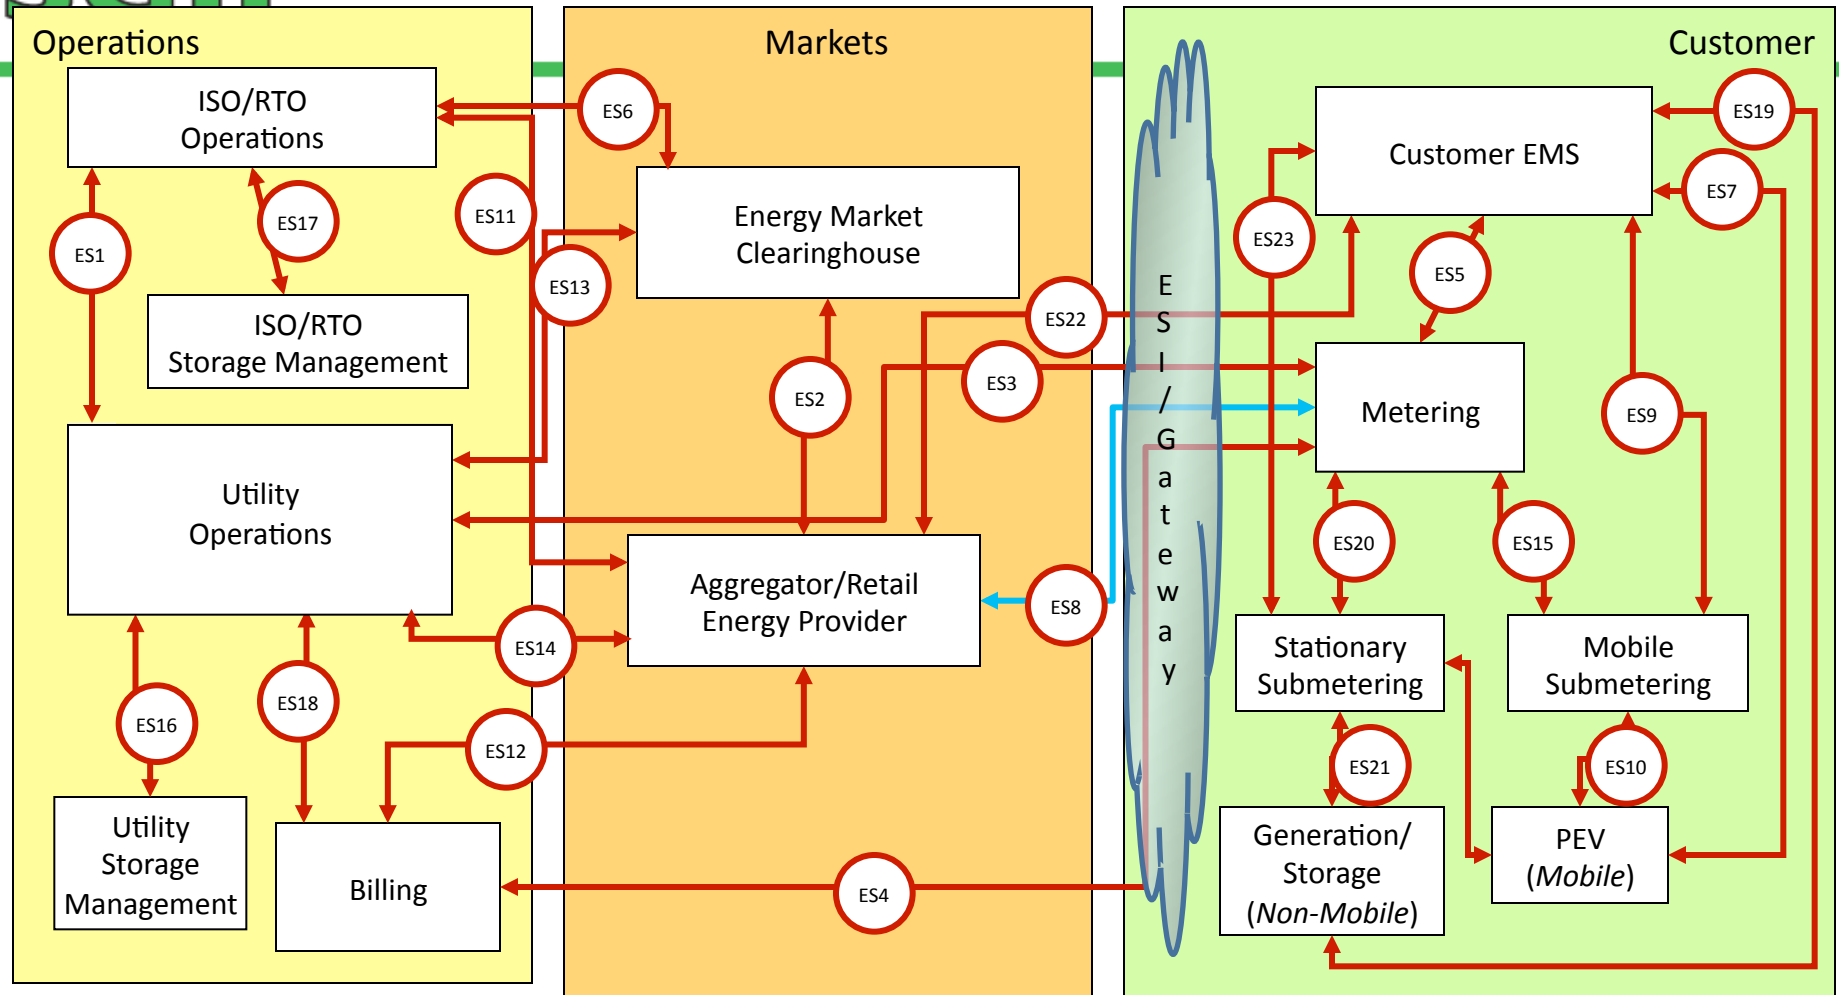 Operations
Markets
Customer
ISO/RTO
Operations
ES6
ES19
Customer EMS
ES7
ES17
ES11
ES1
Energy Market
Clearinghouse
ES23
ES5
ES13
E
S
I
/
G
a
t
e
w
a
y
ES22
ISO/RTO
Storage Management
ES2
ES3
Metering
ES9
Utility
Operations
ES20
ES15
Aggregator/Retail
Energy Provider
ES8
ES14
Stationary
Submetering
Mobile
Submetering
ES16
ES18
ES12
ES21
ES10
Utility
Storage
Management
Billing
ES4
Generation/
Storage
(Non-Mobile)
PEV
(Mobile)